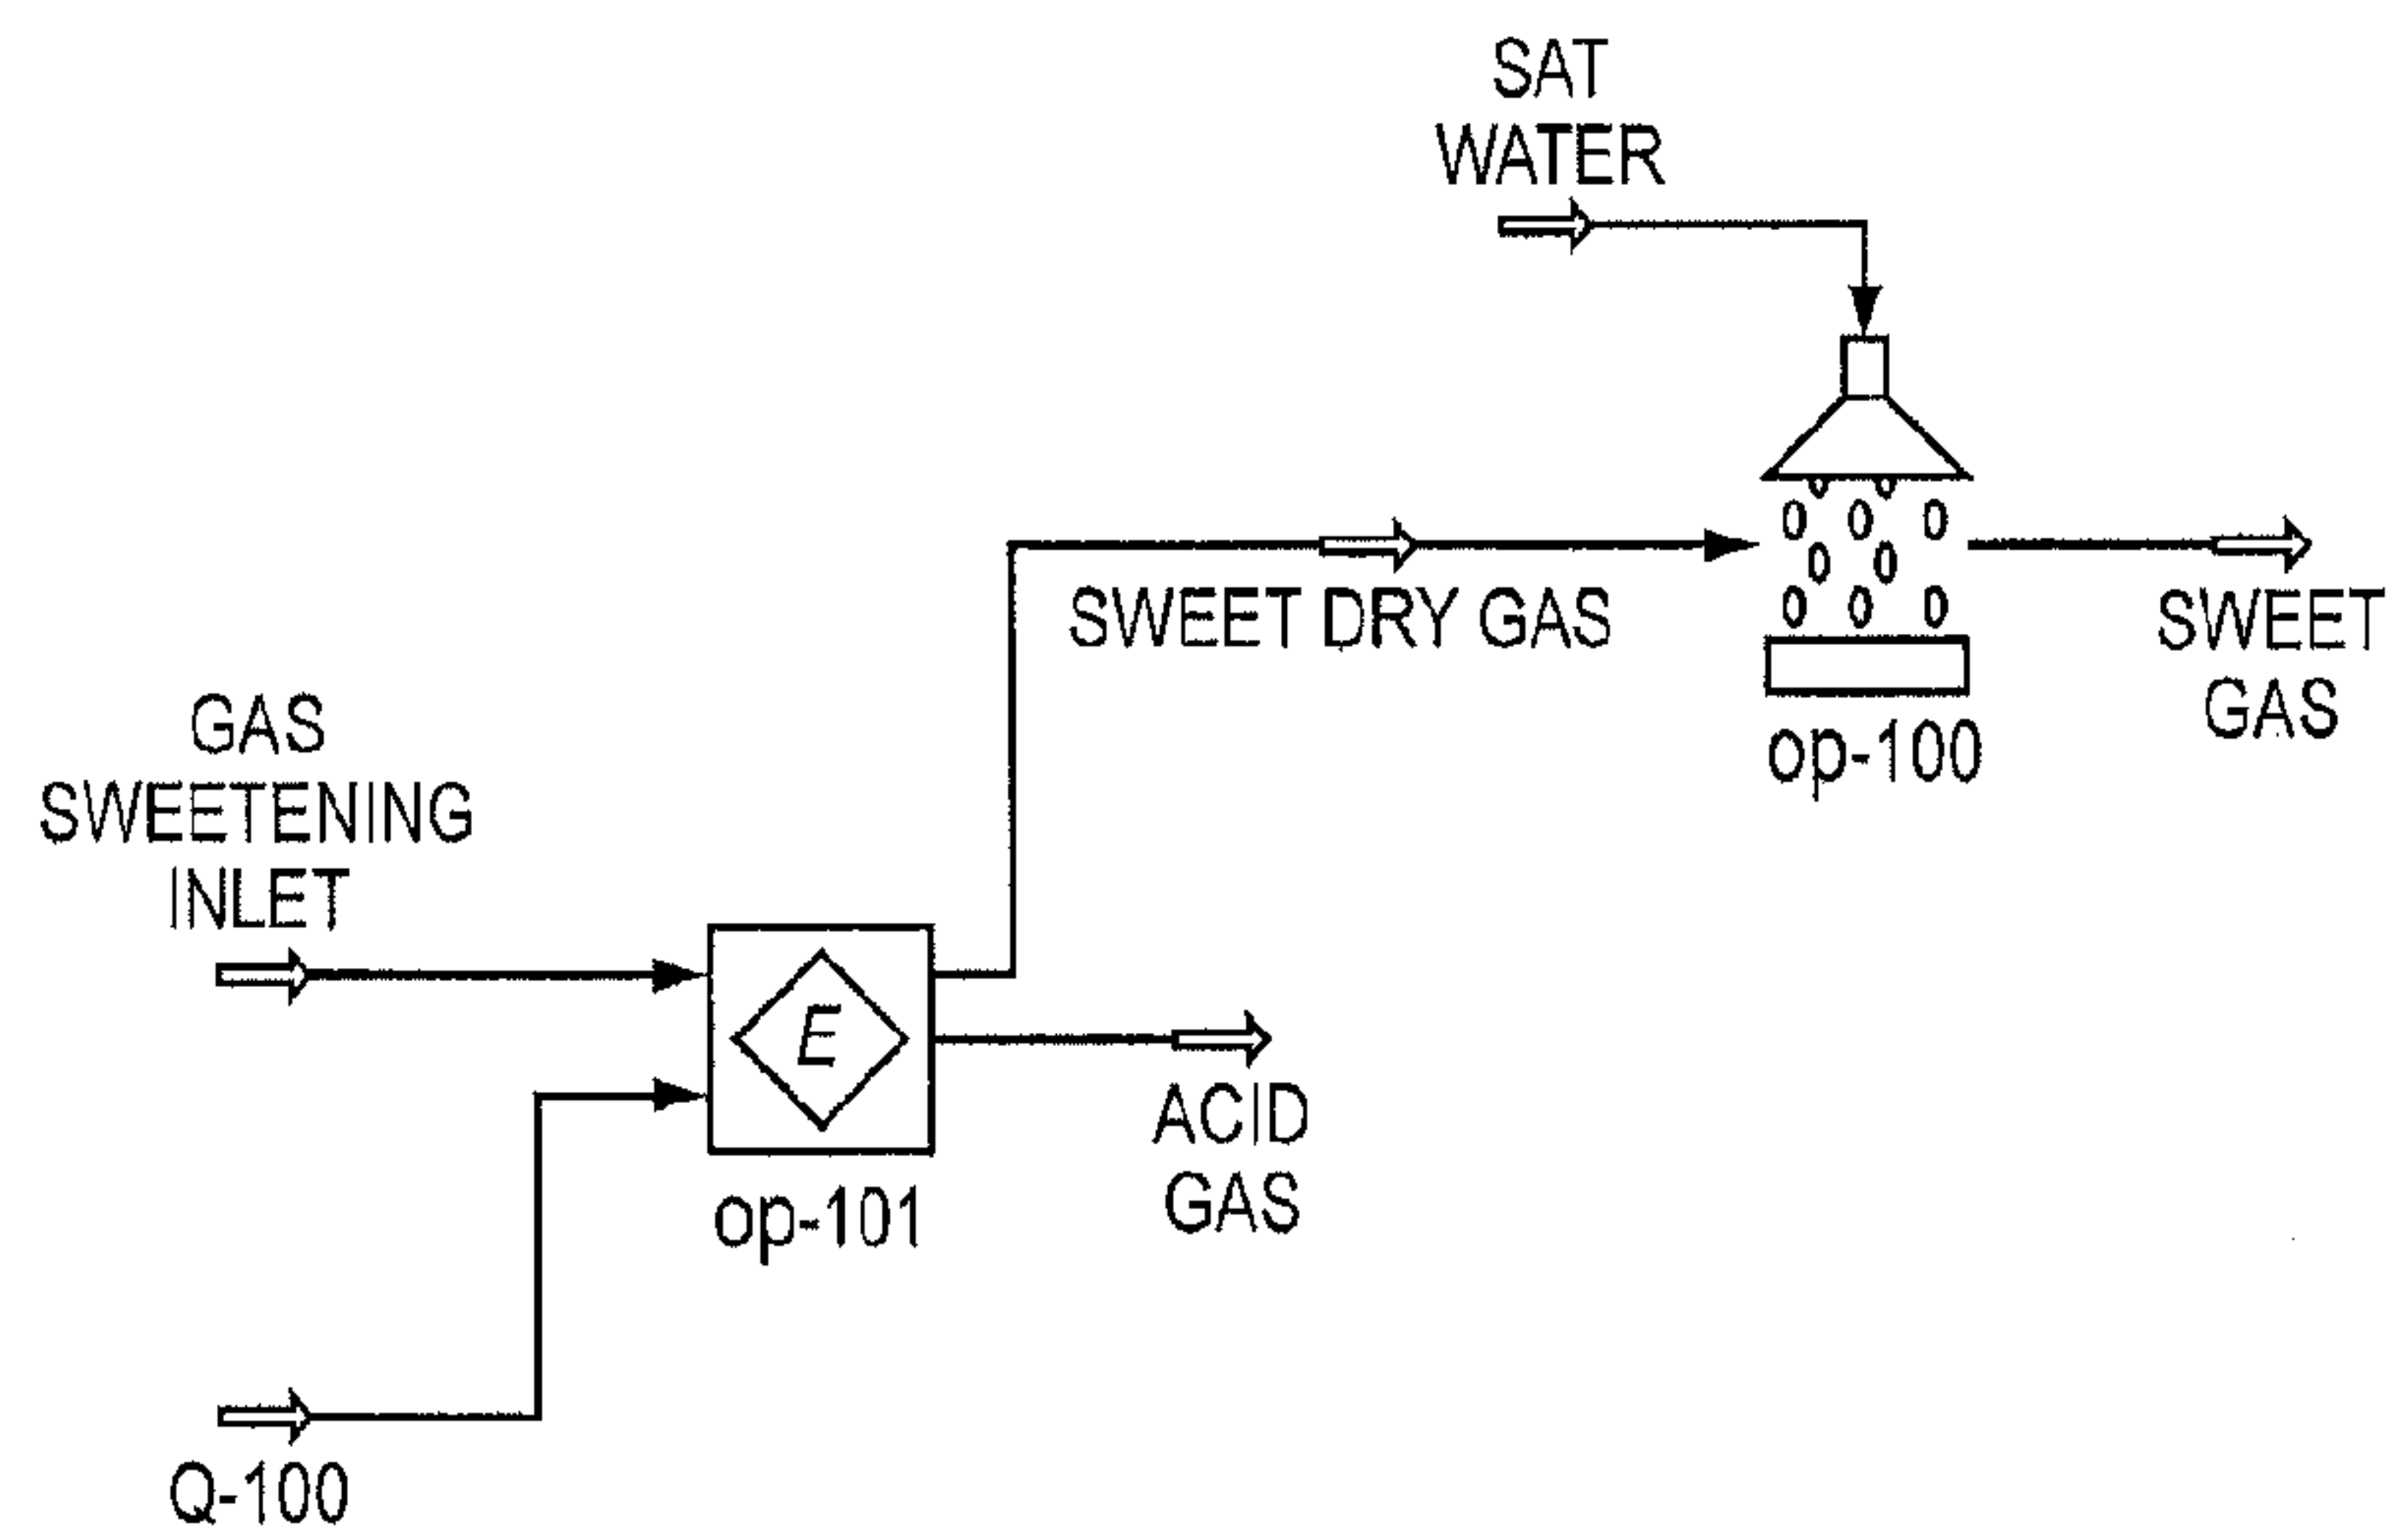 SAT
WATER
SWEET DRY GAS
SWEET
GAS
op-100
GAS
SWEETENING
INLET
E
ACID
GAS
op-101
Q-100